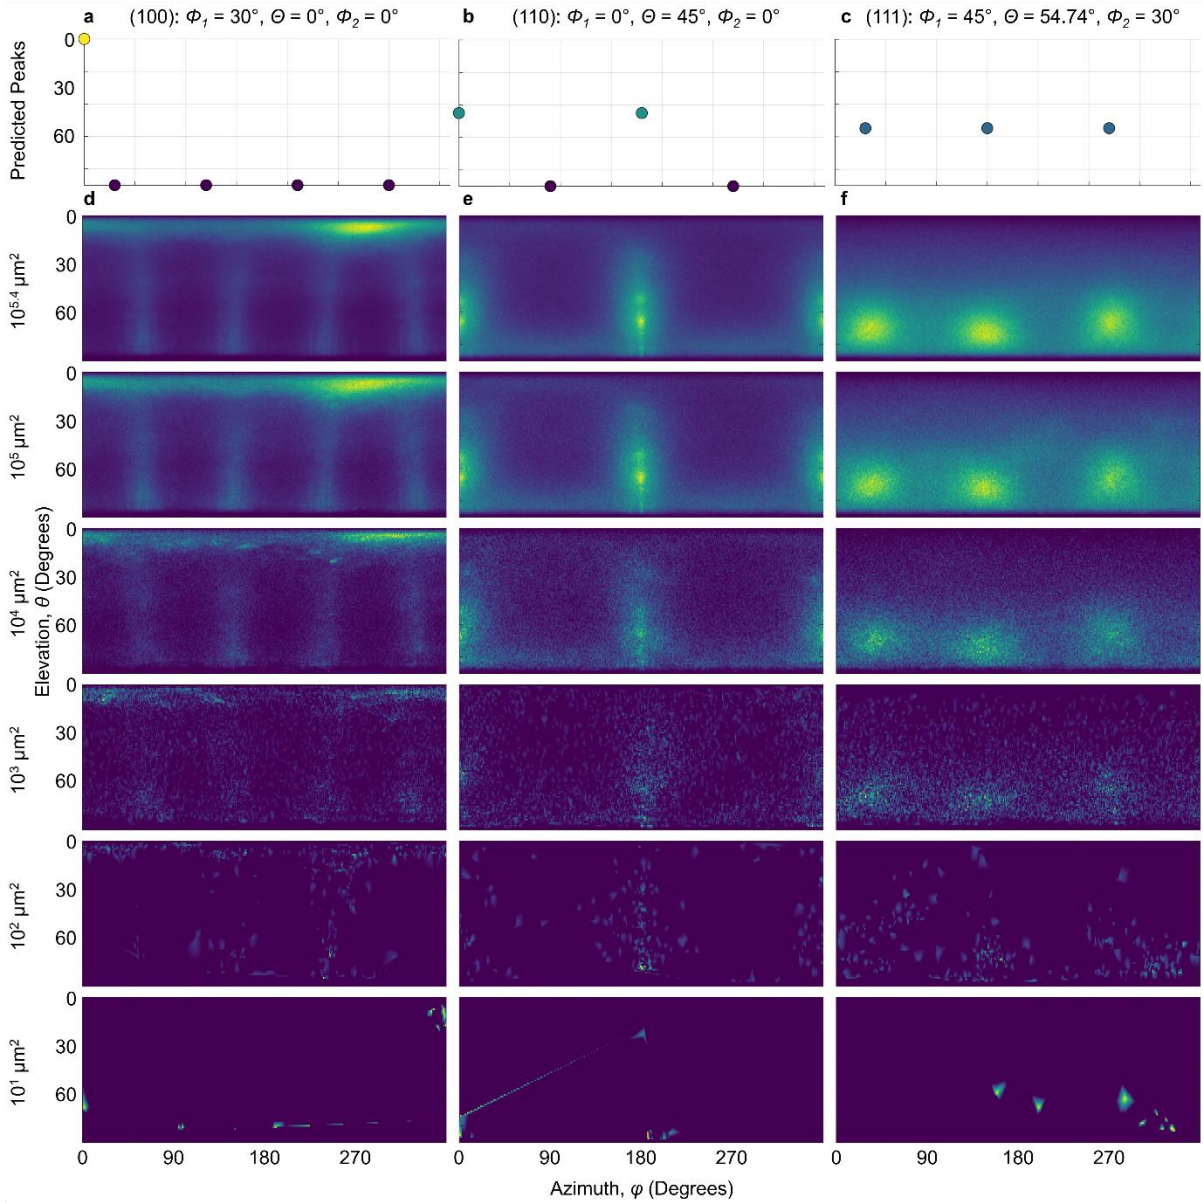 a (100): Φ1 = 30°, Θ = 0°, Φ2 = 0°
b (110): Φ1 = 0°, Θ = 45°, Φ2 = 0°
c (111): Φ1 = 45°, Θ = 54.74°, Φ2 = 30°
Predicted Peaks
0
30
60
d
e
f
10^5.4 μm²
0
30
60
10^5 μm²
0
30
60
Elevation, θ (Degrees)
10^4 μm²
0
30
60
10^3 μm²
0
30
60
10^2 μm²
0
30
60
10^1 μm²
0
30
60
0 90 180 270
0 90 180 270
0 90 180 270
Azimuth, φ (Degrees)